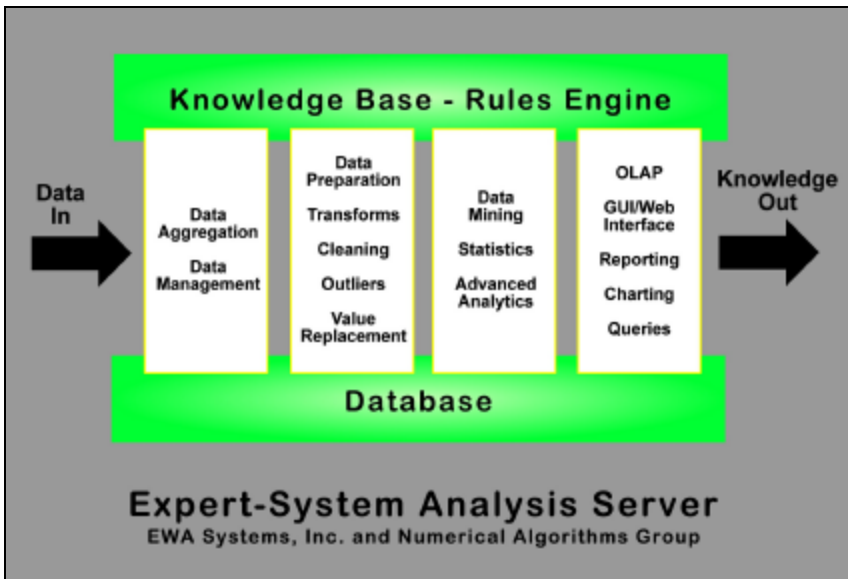 Knowledge Base - Rules Engine
Data
In
Data
Aggregation
Data
Management
Data
Preparation
Transforms
Cleaning
Outliers
Value
Replacement
Data
Mining
Statistics
Advanced
Analytics
OLAP
GUI/Web
Interface
Reporting
Charting
Queries
Knowledge
Out
Database
Expert-System Analysis Server
EWA Systems, Inc. and Numerical Algorithms Group